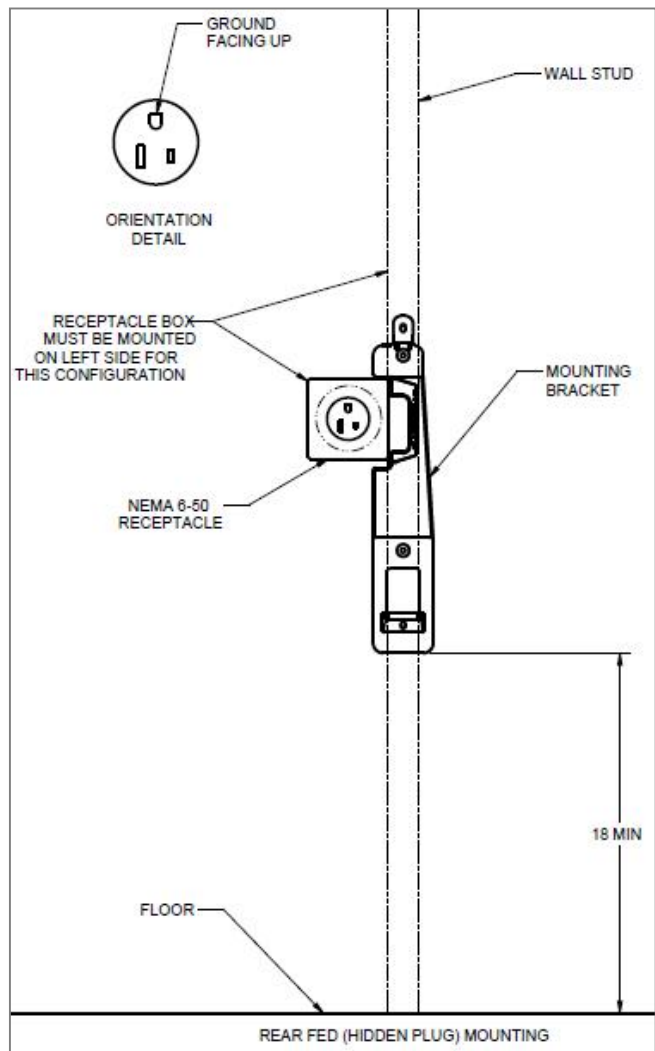 GROUND
FACING UP
WALL STUD
ORIENTATION
DETAIL
RECEPTACLE BOX
MUST BE MOUNTED
ON LEFT SIDE FOR
THIS CONFIGURATION
MOUNTING
BRACKET
NEMA 6-50
RECEPTACLE
18 MIN
FLOOR
REAR FED (HIDDEN PLUG) MOUNTING